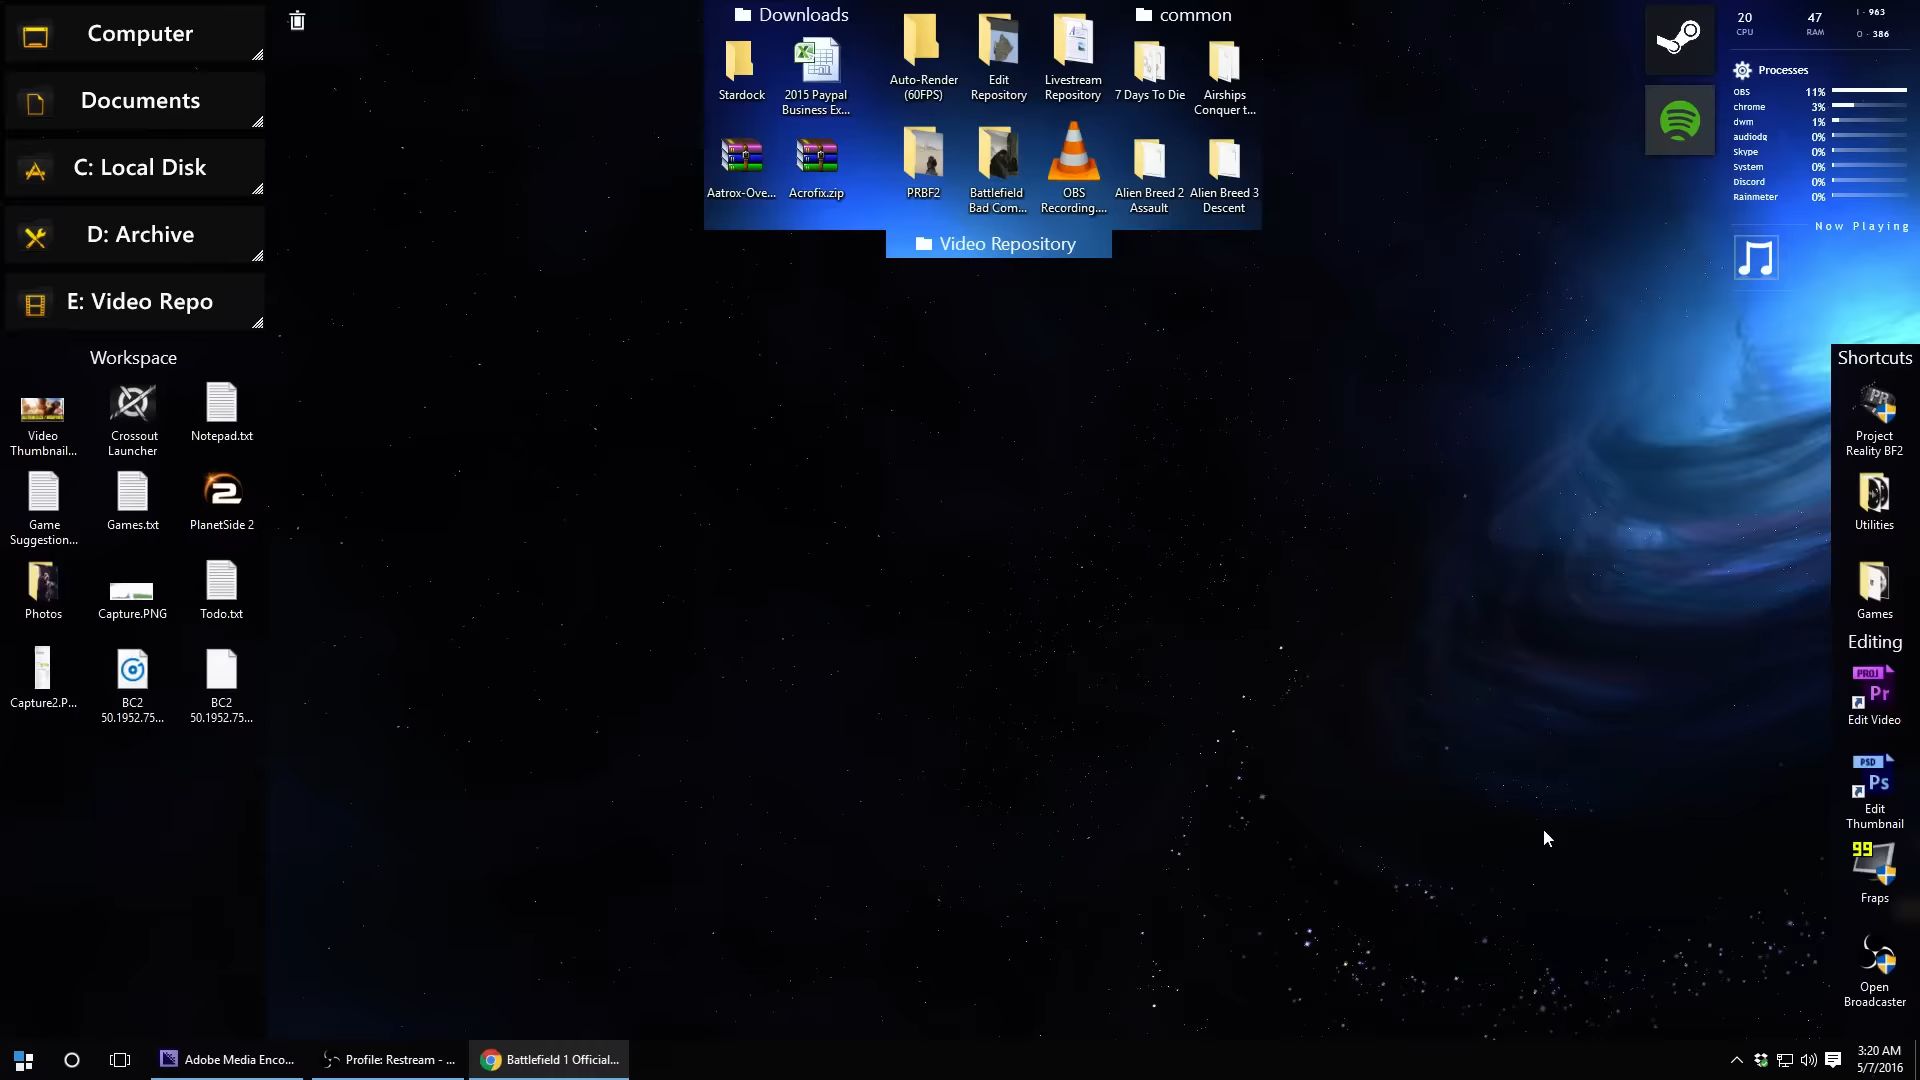 Computer
Documents
C: Local Disk
D: Archive
E: Video Repo
Workspace
Video Thumbnail...
Crossout Launcher
Notepad.txt
Game Suggestion...
Games.txt
PlanetSide 2
Photos
Capture.PNG
Todo.txt
Capture2.P...
BC2 50.1952.75...
BC2 50.1952.75...
Downloads
Stardock
2015 Paypal Business Ex...
Aatrox-Ove...
Acrofix.zip
Auto-Render (60FPS)
Edit Repository
Livestream Repository
PRBF2
Battlefield Bad Com...
OBS Recording....
Video Repository
common
7 Days To Die
Airships Conquer t...
Alien Breed 2 Assault
Alien Breed 3 Descent
20 CPU
47 RAM
I - 963
O - 386
Processes
OBS 11%
chrome 3%
dwm 1%
audiodg 0%
Skype 0%
System 0%
Discord 0%
Rainmeter 0%
Now Playing
Shortcuts
PR
Project Reality BF2
Utilities
Games
Editing
PROJ
Pr
Edit Video
PSD
Ps
Edit Thumbnail
99
Fraps
Open Broadcaster
Adobe Media Enco...
Profile: Restream - ...
Battlefield 1 Official...
3:20 AM
5/7/2016